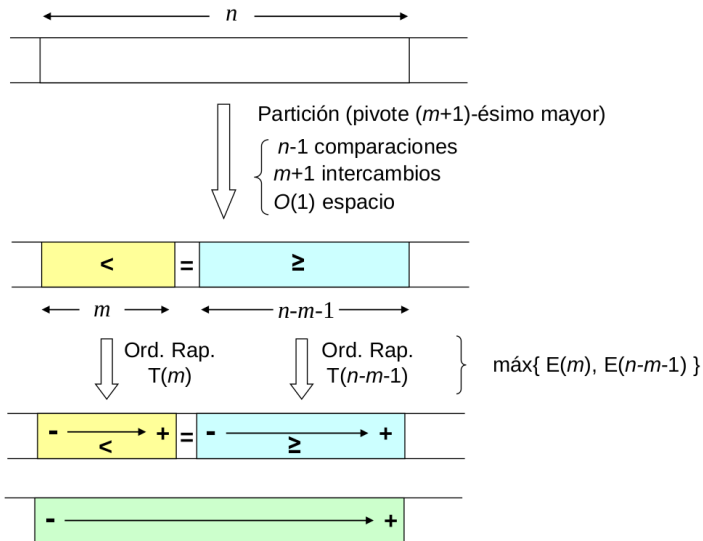 n
Partición (pivote (m+1)-ésimo mayor)
n-1 comparaciones
m+1 intercambios
O(1) espacio
< = ≥
m n-m-1
Ord. Rap. Ord. Rap.
T(m) T(n-m-1)
máx{ E(m), E(n-m-1) }
- + = - +
< ≥
- +